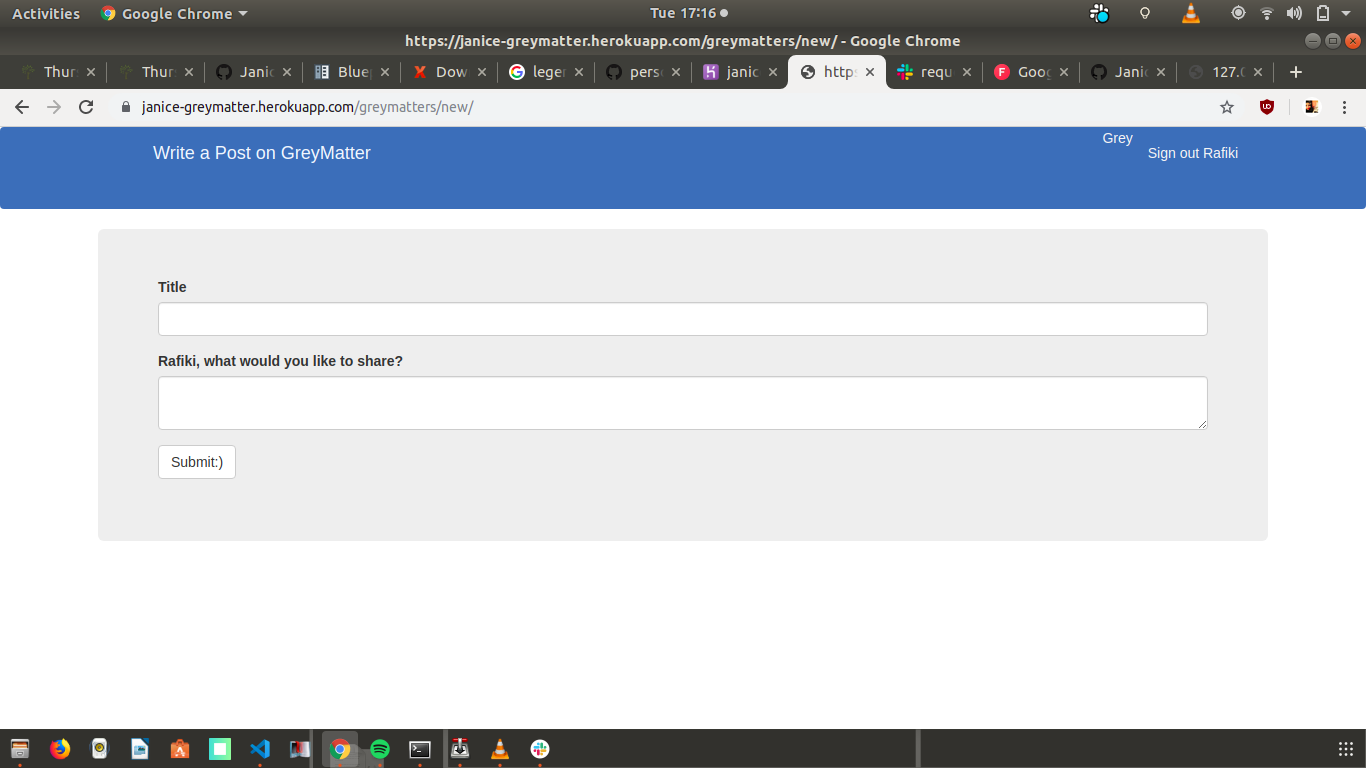 Activities Google Chrome Tue 17:16
https://janice-greymatter.herokuapp.com/greymatters/new/ - Google Chrome
Thurs Thurs Janic Bluep Dow leger perso janic https requ Goog Janic 127.0
janice-greymatter.herokuapp.com/greymatters/new/
Grey
Write a Post on GreyMatter Sign out Rafiki
Title
Rafiki, what would you like to share?
Submit:)